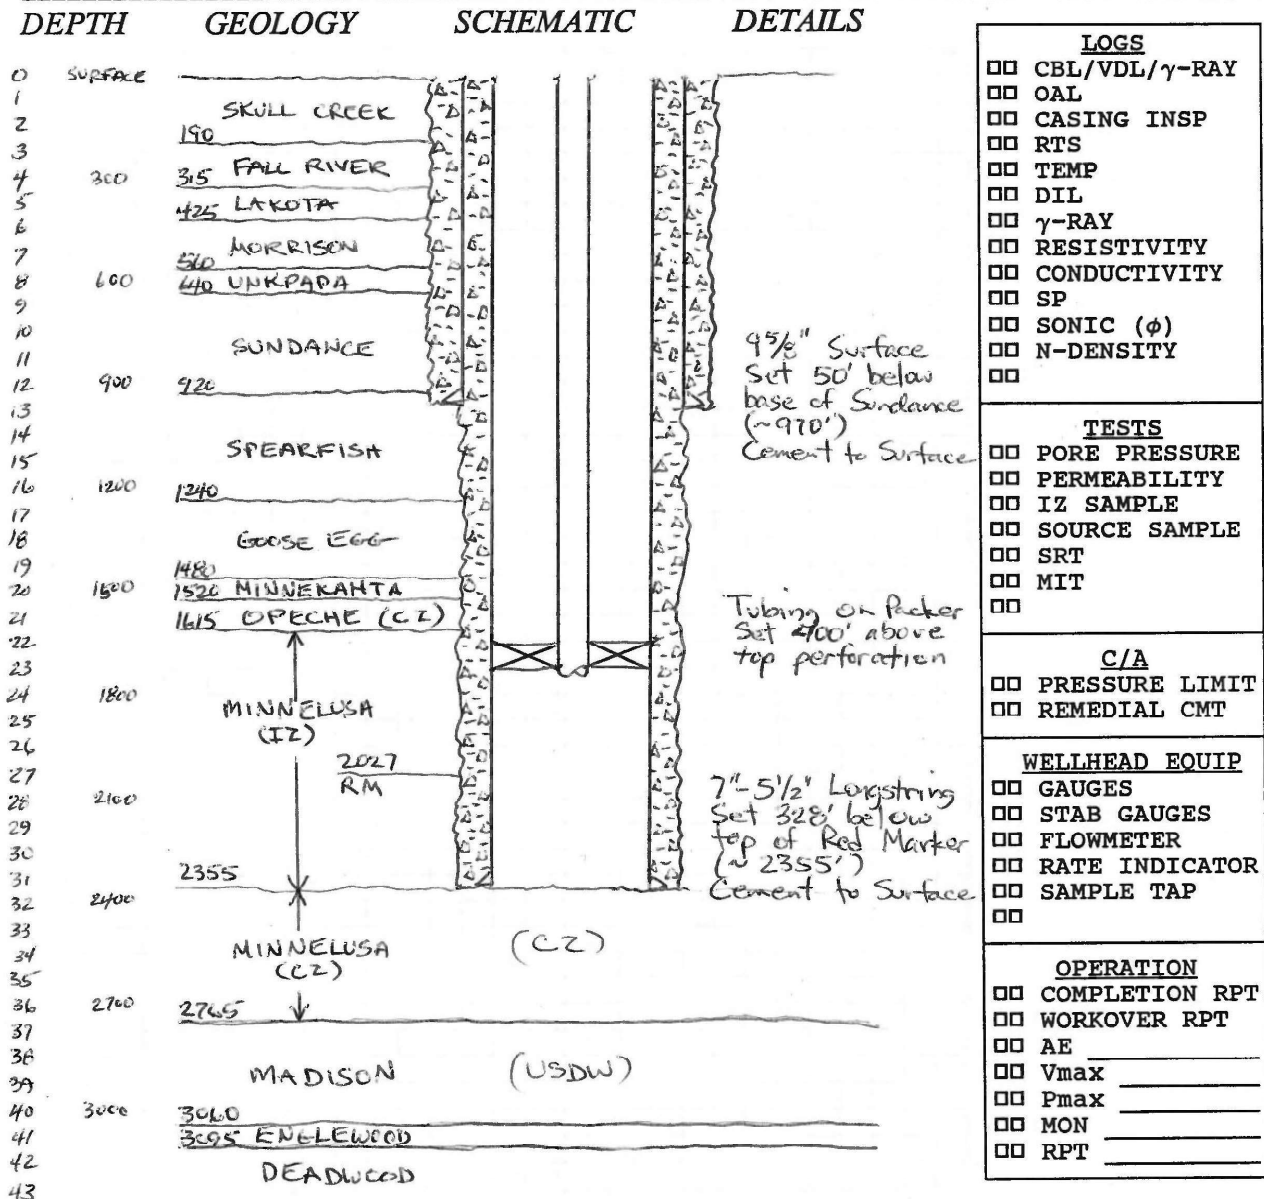 DEPTH GEOLOGY SCHEMATIC DETAILS
0 SURFACE
1
SKULL CREEK
2
190
3
FALL RIVER
4 300 315
5 LAKOTA
425
6
MORRISON
7
560
8 600 640 UNKPAPA
9
10
SUNDANCE
11
12 900 920
13
14
SPEARFISH
15
16 1200 1240
17
18 GOOSE EGG
19 1480
20 1500 1520 MINNEKAHTA
21 1615 OPECHE (CZ)
22
23
24 1800
MINNELUSA
25
(IZ)
26
2027
27
RM
28 2100
29
30
2355
31
32 2400
33
MINNELUSA
34
(CZ)
35
36 2700 2765
37
38
MADISON
39
40 3000 3060
41 3095 ENGLEWOOD
42
DEADWOOD
43
(CZ)
(USDW)
9 5/8" Surface
Set 50' below
base of Sundance
(~970')
Cement to Surface
Tubing on Packer
Set 400' above
top perforation
7"-5 1/2" Longstring
Set 328' below
top of Red Marker
(~2355')
Cement to Surface
LOGS
CBL/VDL/γ-RAY
OAL
CASING INSP
RTS
TEMP
DIL
γ-RAY
RESISTIVITY
CONDUCTIVITY
SP
SONIC (φ)
N-DENSITY
TESTS
PORE PRESSURE
PERMEABILITY
IZ SAMPLE
SOURCE SAMPLE
SRT
MIT
C/A
PRESSURE LIMIT
REMEDIAL CMT
WELLHEAD EQUIP
GAUGES
STAB GAUGES
FLOWMETER
RATE INDICATOR
SAMPLE TAP
OPERATION
COMPLETION RPT
WORKOVER RPT
AE
Vmax
Pmax
MON
RPT